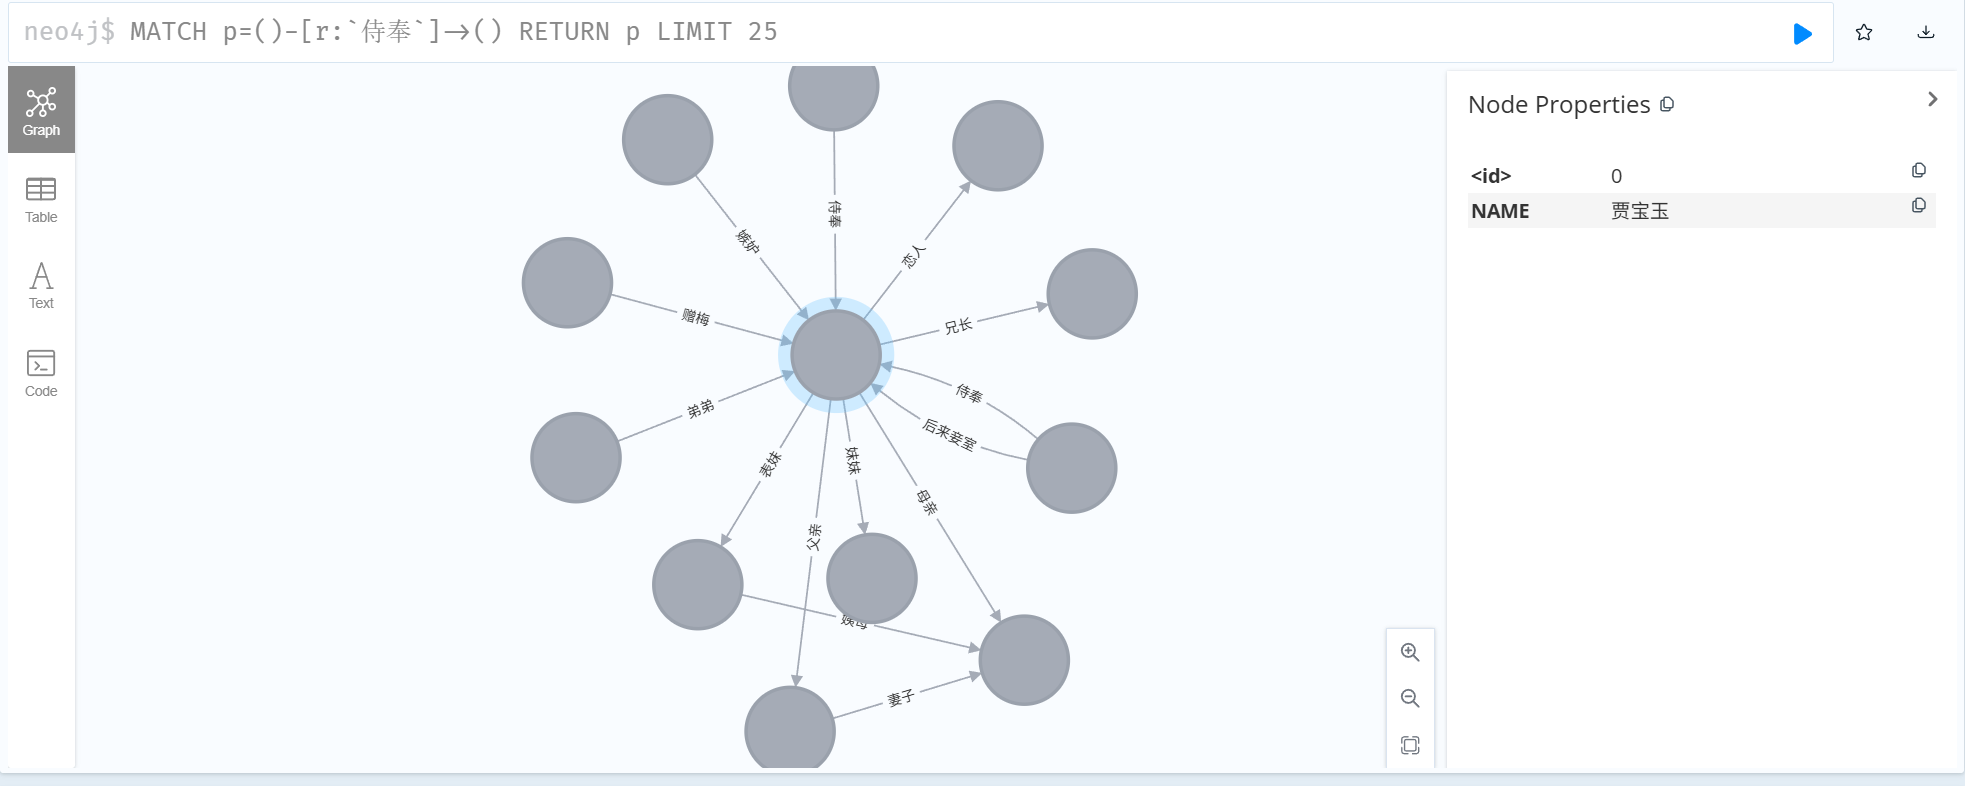 neo4j$ MATCH p=()-[r:`侍奉`]->() RETURN p LIMIT 25
Graph
Table
Text
Code
侍奉
嫉妒
恋人
赠梅
兄长
侍奉
后来妾室
弟弟
表妹
妹妹
母亲
父亲
姨母
妻子
Node Properties
<id> 0
NAME 贾宝玉